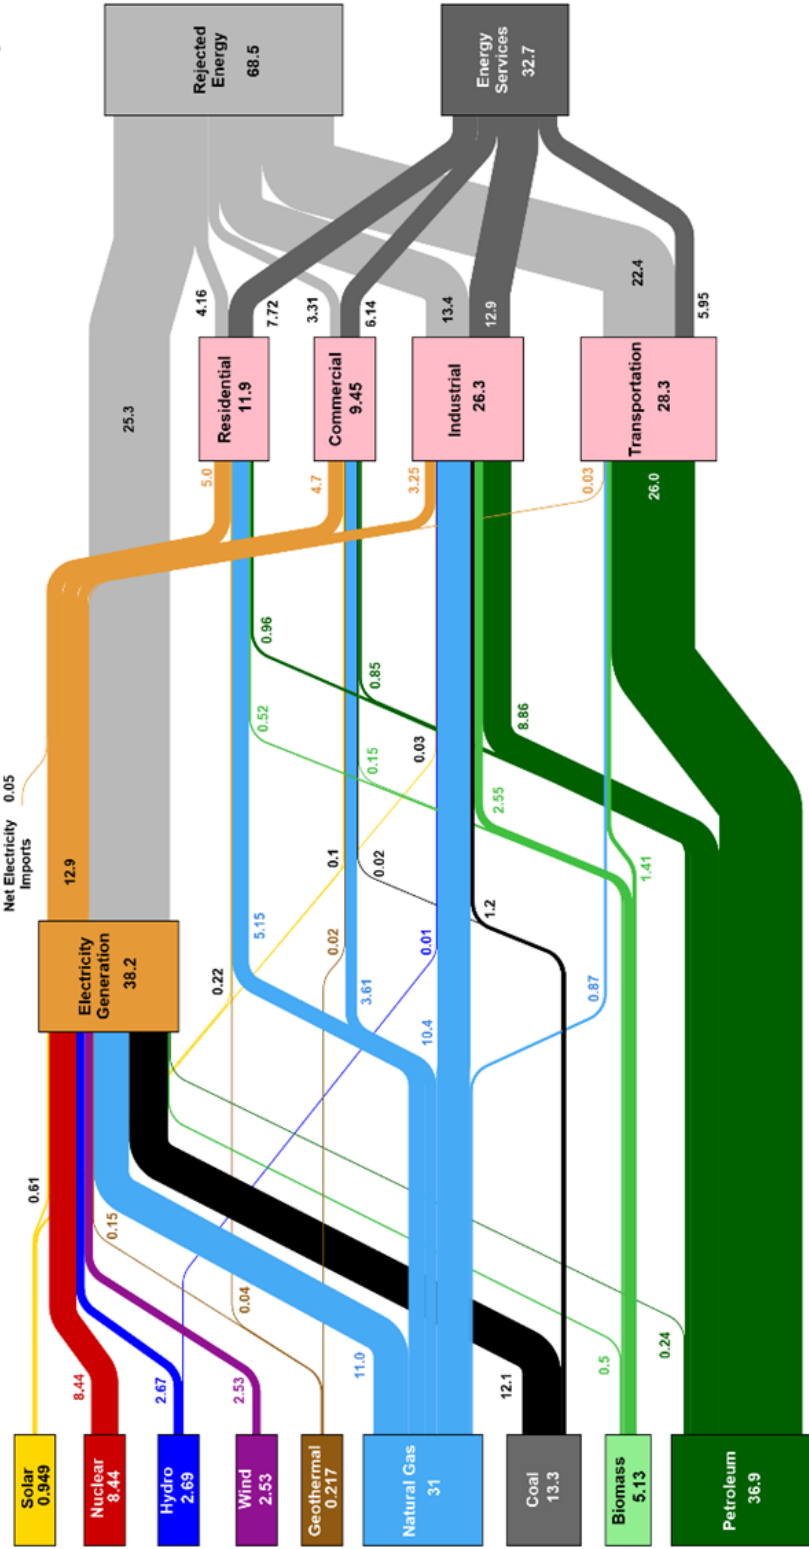 Net Electricity
Imports
0.05
Solar
0.949
Nuclear
8.44
Hydro
2.69
Wind
2.53
Geothermal
0.217
Natural Gas
31
Coal
13.3
Biomass
5.13
Petroleum
36.9
0.61
8.44
2.67
2.53
0.15
0.04
11.0
12.1
0.5
0.24
Electricity
Generation
38.2
12.9
0.22
5.15
0.02
3.61
0.1
0.01
10.4
0.02
0.03
1.2
0.87
0.52
0.15
2.55
1.41
0.96
0.85
8.86
5.0
4.7
3.25
0.03
26.0
25.3
Residential
11.9
Commercial
9.45
Industrial
26.3
Transportation
28.3
4.16
7.72
3.31
6.14
13.4
12.9
22.4
5.95
Rejected
Energy
68.5
Energy
Services
32.7